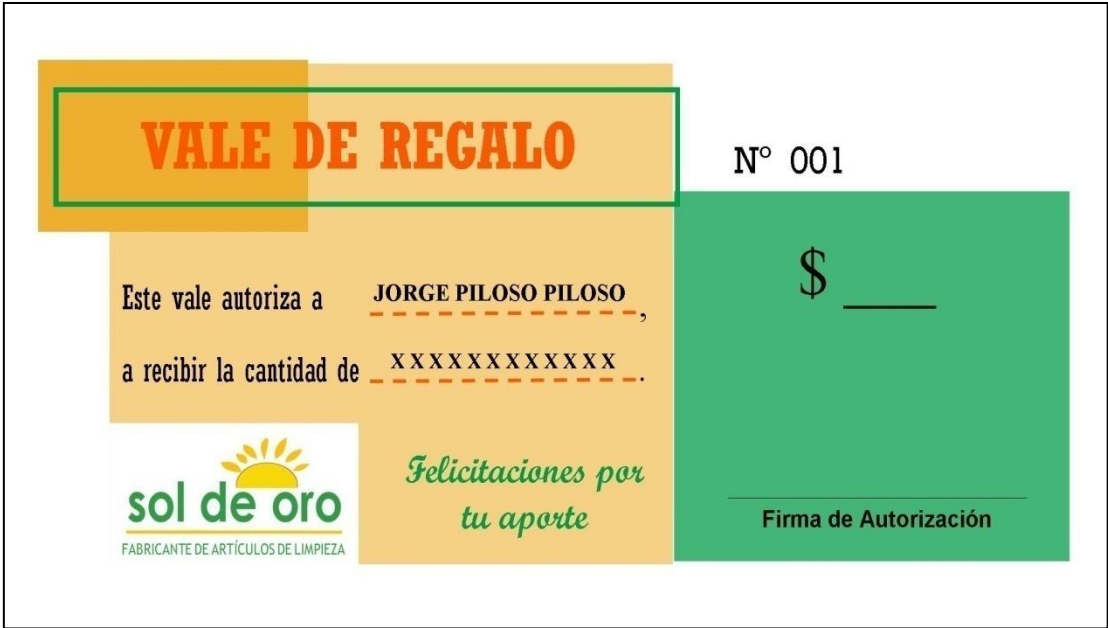 VALE DE REGALO
N° 001
Este vale autoriza a JORGE PILOSO PILOSO,
a recibir la cantidad de XXXXXXXXXXXX.
$ ___
sol de oro
FABRICANTE DE ARTÍCULOS DE LIMPIEZA
Felicitaciones por
tu aporte
Firma de Autorización